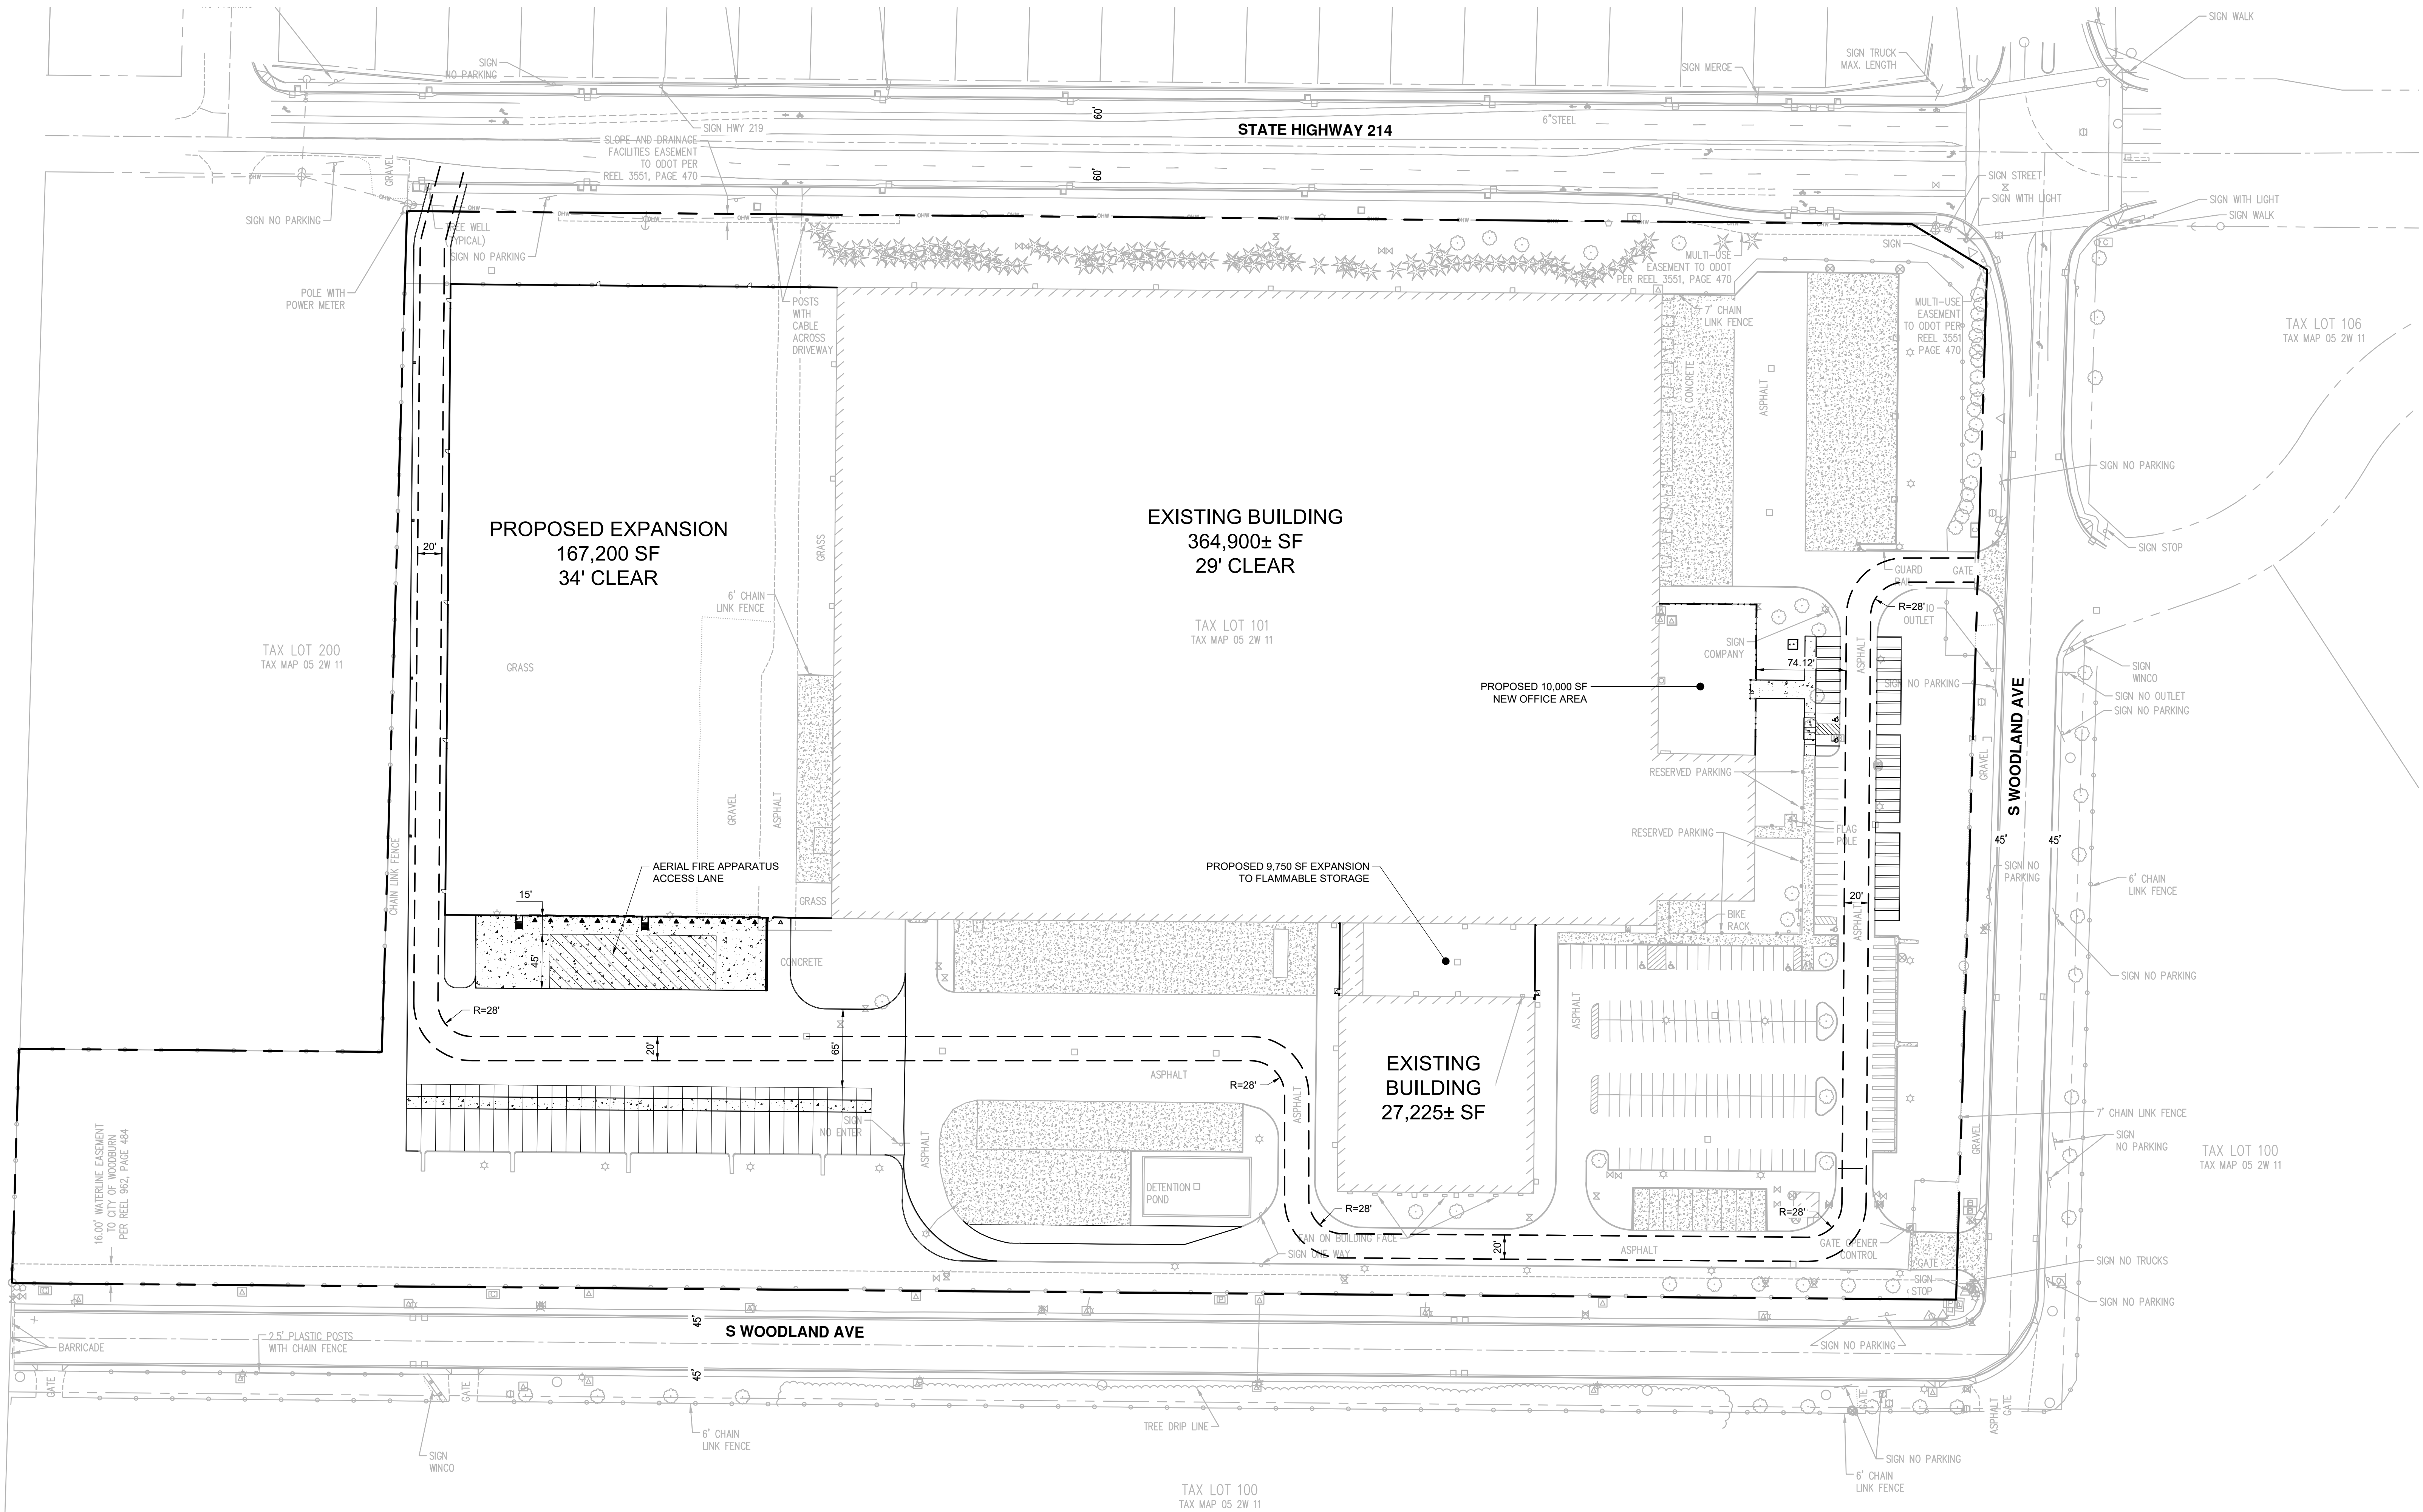 SIGN WALK
SIGN TRUCK
MAX. LENGTH
SIGN
NO PARKING
SIGN MERGE
60'
6"STEEL
SIGN HWY 219
STATE HIGHWAY 214
SLOPE AND DRAINAGE
FACILITIES EASEMENT
TO ODOT PER
REEL 3551, PAGE 470
GRAVEL
60'
SIGN STREET
SIGN WITH LIGHT
SIGN WITH LIGHT
SIGN WALK
SIGN NO PARKING
TREE WELL
(TYPICAL)
SIGN NO PARKING
SIGN
MULTI-USE
EASEMENT TO ODOT
PER REEL 3551, PAGE 470
POLE WITH
POWER METER
POSTS
WITH
CABLE
ACROSS
DRIVEWAY
7' CHAIN
LINK FENCE
MULTI-USE
EASEMENT
TO ODOT PER
REEL 3551
PAGE 470
TAX LOT 106
TAX MAP 05 2W 11
CONCRETE
ASPHALT
SIGN NO PARKING
PROPOSED EXPANSION
167,200 SF
34' CLEAR
EXISTING BUILDING
364,900± SF
29' CLEAR
20'
GRASS
SIGN STOP
GUARD
RAIL
GATE
6' CHAIN
LINK FENCE
R=28'
OUTLET
TAX LOT 101
TAX MAP 05 2W 11
TAX LOT 200
TAX MAP 05 2W 11
GRASS
SIGN
COMPANY
74.12'
ASPHALT
SIGN
WINCO
SIGN NO PARKING
SIGN NO OUTLET
SIGN NO PARKING
PROPOSED 10,000 SF
NEW OFFICE AREA
S WOODLAND AVE
GRAVEL
RESERVED PARKING
GRAVEL
ASPHALT
RESERVED PARKING
FLAG
POLE
45'
45'
CHAIN LINK FENCE
AERIAL FIRE APPARATUS
ACCESS LANE
PROPOSED 9,750 SF EXPANSION
TO FLAMMABLE STORAGE
SIGN NO
PARKING
6' CHAIN
LINK FENCE
15'
GRASS
20'
BIKE
RACK
ASPHALT
45'
CONCRETE
SIGN NO PARKING
R=28'
ASPHALT
20'
65'
ASPHALT
R=28'
ASPHALT
EXISTING
BUILDING
27,225± SF
SIGN
NO ENTER
7' CHAIN LINK FENCE
SIGN
NO PARKING
TAX LOT 100
TAX MAP 05 2W 11
GRAVEL
ASPHALT
16.00' WATERLINE EASEMENT
TO CITY OF WOODBURN
PER REEL 962, PAGE 484
DETENTION
POND
R=28'
R=28'
FAN ON BUILDING FACE
SIGN ONE WAY
20'
ASPHALT
GATE OPENER
CONTROL
GATE
SIGN
STOP
SIGN NO TRUCKS
SIGN NO PARKING
45'
S WOODLAND AVE
2.5' PLASTIC POSTS
WITH CHAIN FENCE
BARRICADE
SIGN NO PARKING
45'
GATE
GATE
GATE
ASPHALT
GATE
TREE DRIP LINE
6' CHAIN
LINK FENCE
SIGN
WINCO
SIGN NO PARKING
6' CHAIN
LINK FENCE
TAX LOT 100
TAX MAP 05 2W 11